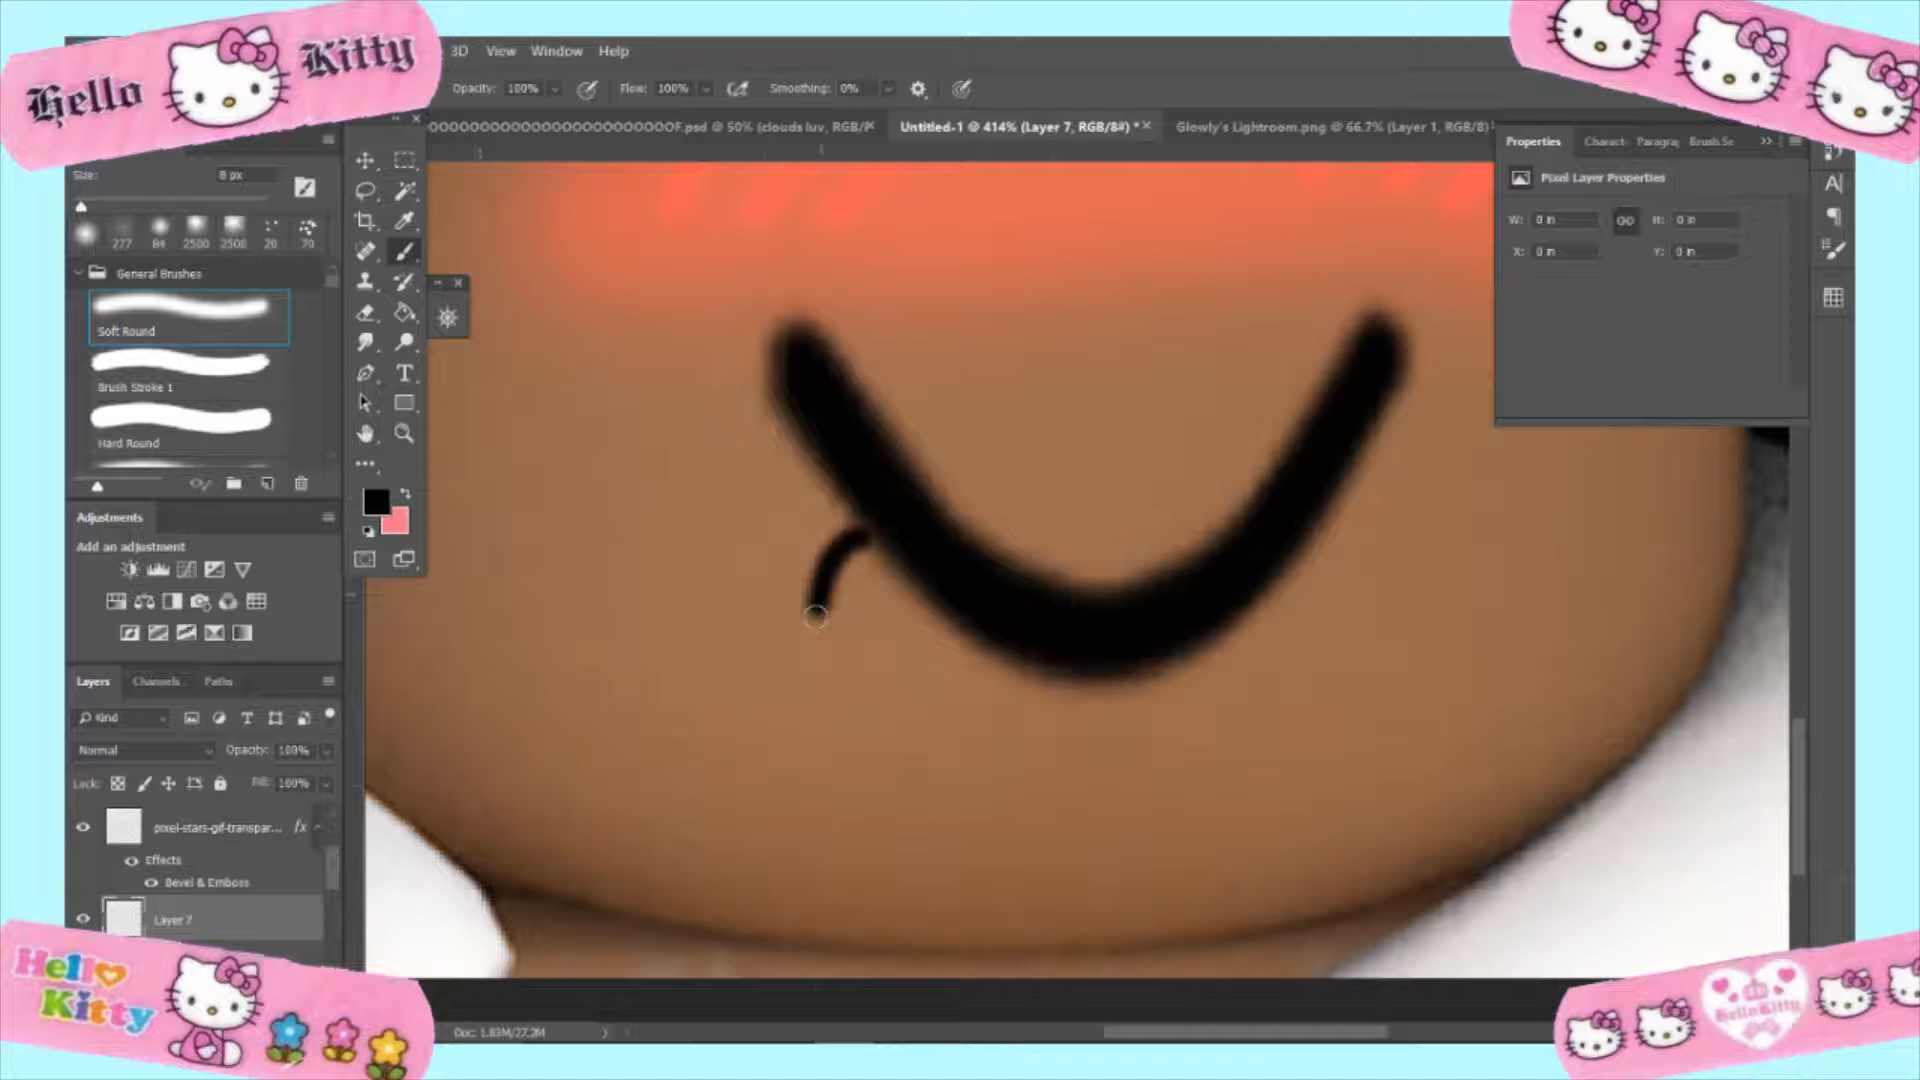 Hello Kitty
3D View Window Help
Opacity: 100% Flow: 100% Smoothing: 0%
OOOOOOOOOOOOOOOOOOOOOOOOF.psd @ 50% (clouds luv, RGB/
Untitled-1 @ 414% (Layer 7, RGB/8#) *
Glowly's Lightroom.png @ 66.7% (Layer 1, RGB/8)
Properties Charact Paragra Brush Se
Size: 8 px
Pixel Layer Properties
W: 0 in H: 0 in
277 84 2500 2500 20 70
X: 0 in Y: 0 in
General Brushes
Soft Round
Brush Stroke 1
Hard Round
Adjustments
Add an adjustment
Layers Channels Paths
Kind
Normal Opacity: 100%
Lock: Fill: 100%
pixel-stars-gif-transpar... fx
Effects
Bevel & Emboss
Layer 7
Hello
Kitty
Hello Kitty
Doc: 1.83M/27.2M